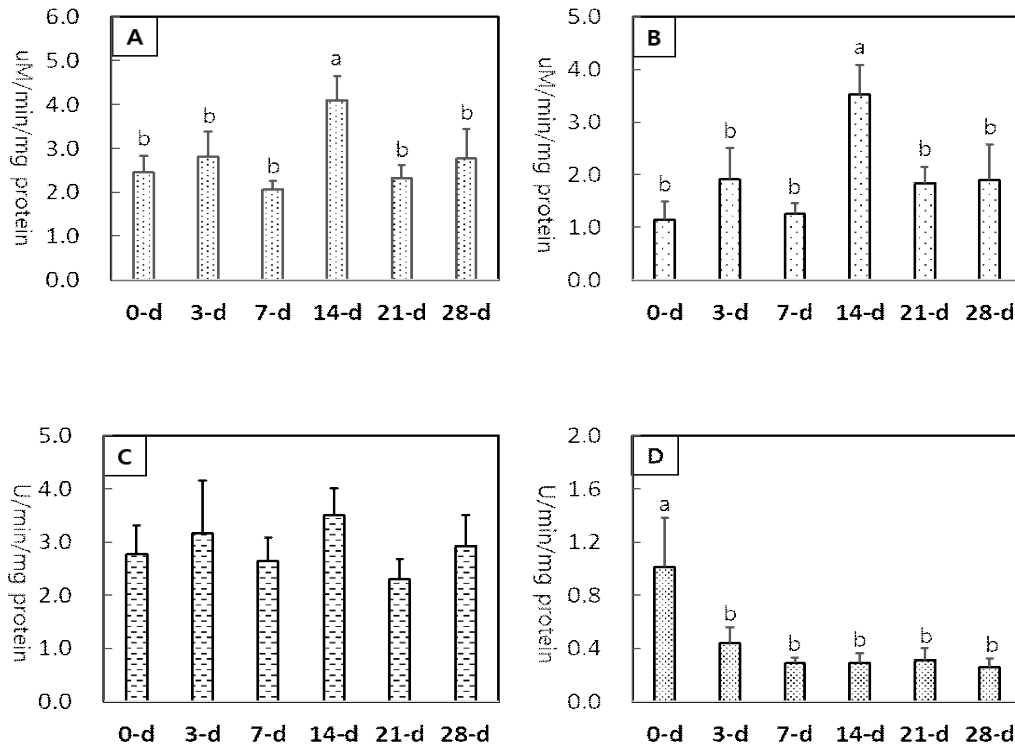 A
uM/min/mg protein
6.0
5.0
4.0
3.0
2.0
1.0
0.0
b
b
b
a
b
b
0-d 3-d 7-d 14-d 21-d 28-d
B
uM/min/mg protein
5.0
4.0
3.0
2.0
1.0
0.0
b
b
b
a
b
b
0-d 3-d 7-d 14-d 21-d 28-d
C
U/min/mg protein
5.0
4.0
3.0
2.0
1.0
0.0
0-d 3-d 7-d 14-d 21-d 28-d
D
U/min/mg protein
2.0
1.6
1.2
0.8
0.4
0.0
a
b
b
b
b
b
0-d 3-d 7-d 14-d 21-d 28-d